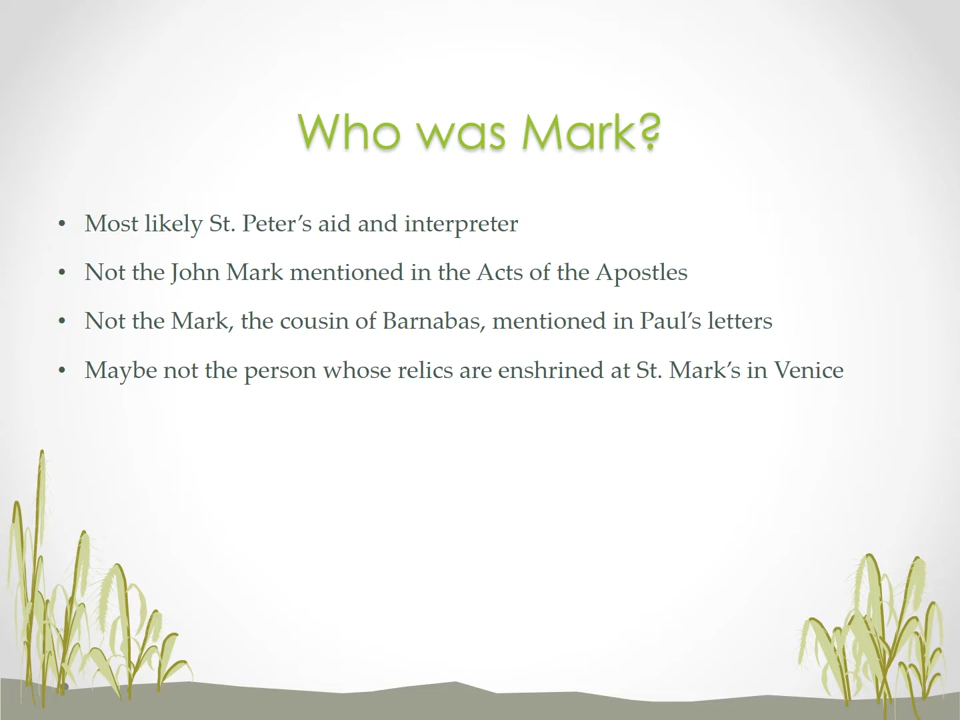 Who was Mark?
• Most likely St. Peter’s aid and interpreter
• Not the John Mark mentioned in the Acts of the Apostles
• Not the Mark, the cousin of Barnabas, mentioned in Paul’s letters
• Maybe not the person whose relics are enshrined at St. Mark’s in Venice